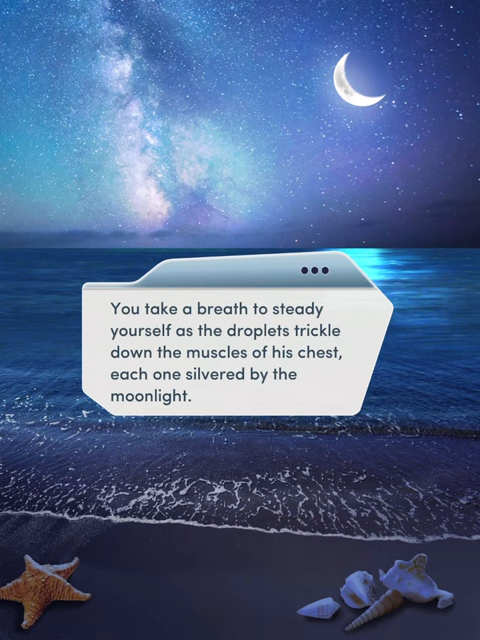 You take a breath to steady
yourself as the droplets trickle
down the muscles of his chest,
each one silvered by the
moonlight.